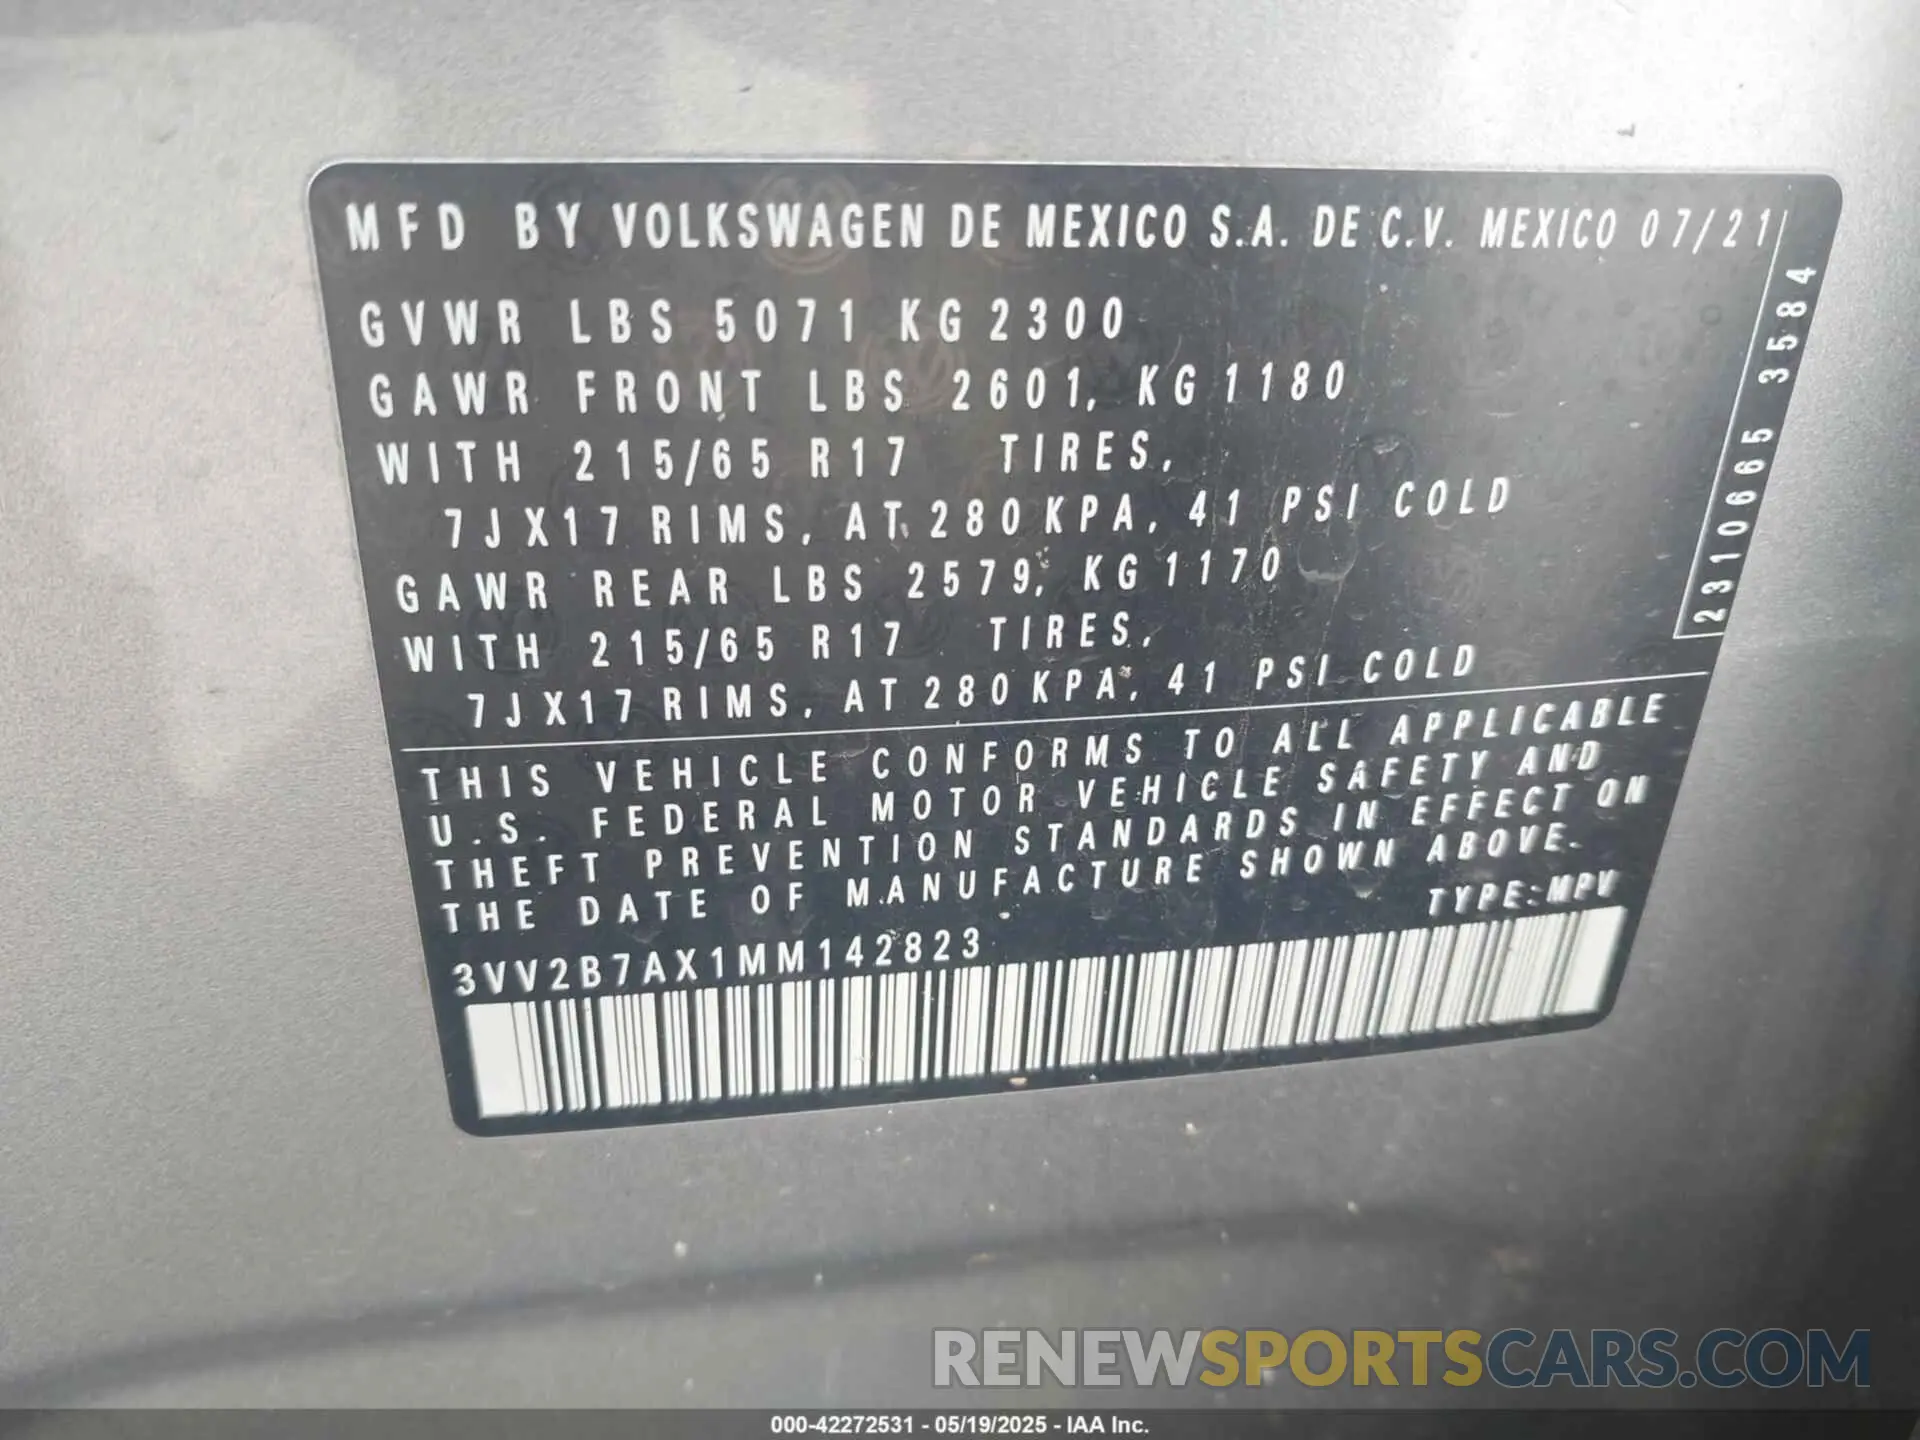 MFD BY VOLKSWAGEN DE MEXICO S.A. DE C.V. MEXICO 07/21
GVWR LBS 5071 KG 2300
GAWR FRONT LBS 2601, KG 1180
WITH 215/65 R17 TIRES,
7JX17 RIMS, AT 280 KPA, 41 PSI COLD
GAWR REAR LBS 2579, KG 1170
WITH 215/65 R17 TIRES,
7JX17 RIMS, AT 280 KPA, 41 PSI COLD
2310665 3584
THIS VEHICLE CONFORMS TO ALL APPLICABLE
U.S. FEDERAL MOTOR VEHICLE SAFETY AND
THEFT PREVENTION STANDARDS IN EFFECT ON
THE DATE OF MANUFACTURE SHOWN ABOVE.
TYPE:MPV
3VV2B7AX1MM142823
RENEWSPORTSCARS.COM
000-42272531 - 05/19/2025 - IAA Inc.